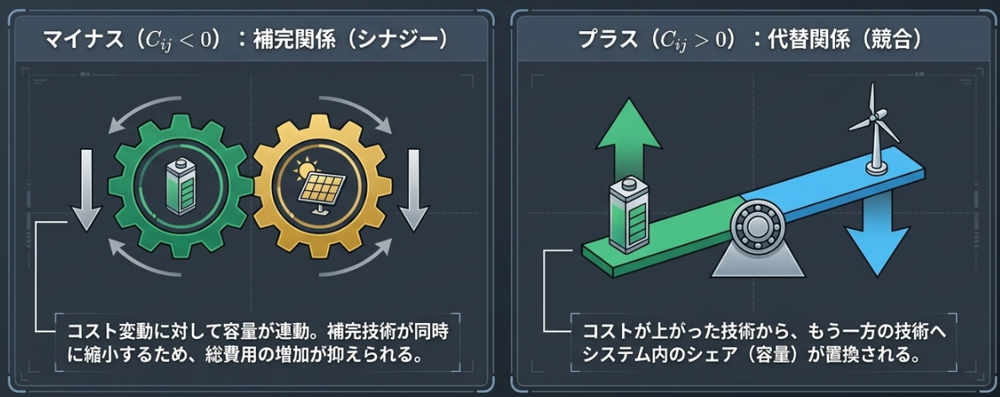 マイナス（C_{ij} < 0）：補完関係（シナジー）
コスト変動に対して容量が連動。補完技術が同時
に縮小するため、総費用の増加が抑えられる。
プラス（C_{ij} > 0）：代替関係（競合）
コストが上がった技術から、もう一方の技術へ
システム内のシェア（容量）が置換される。